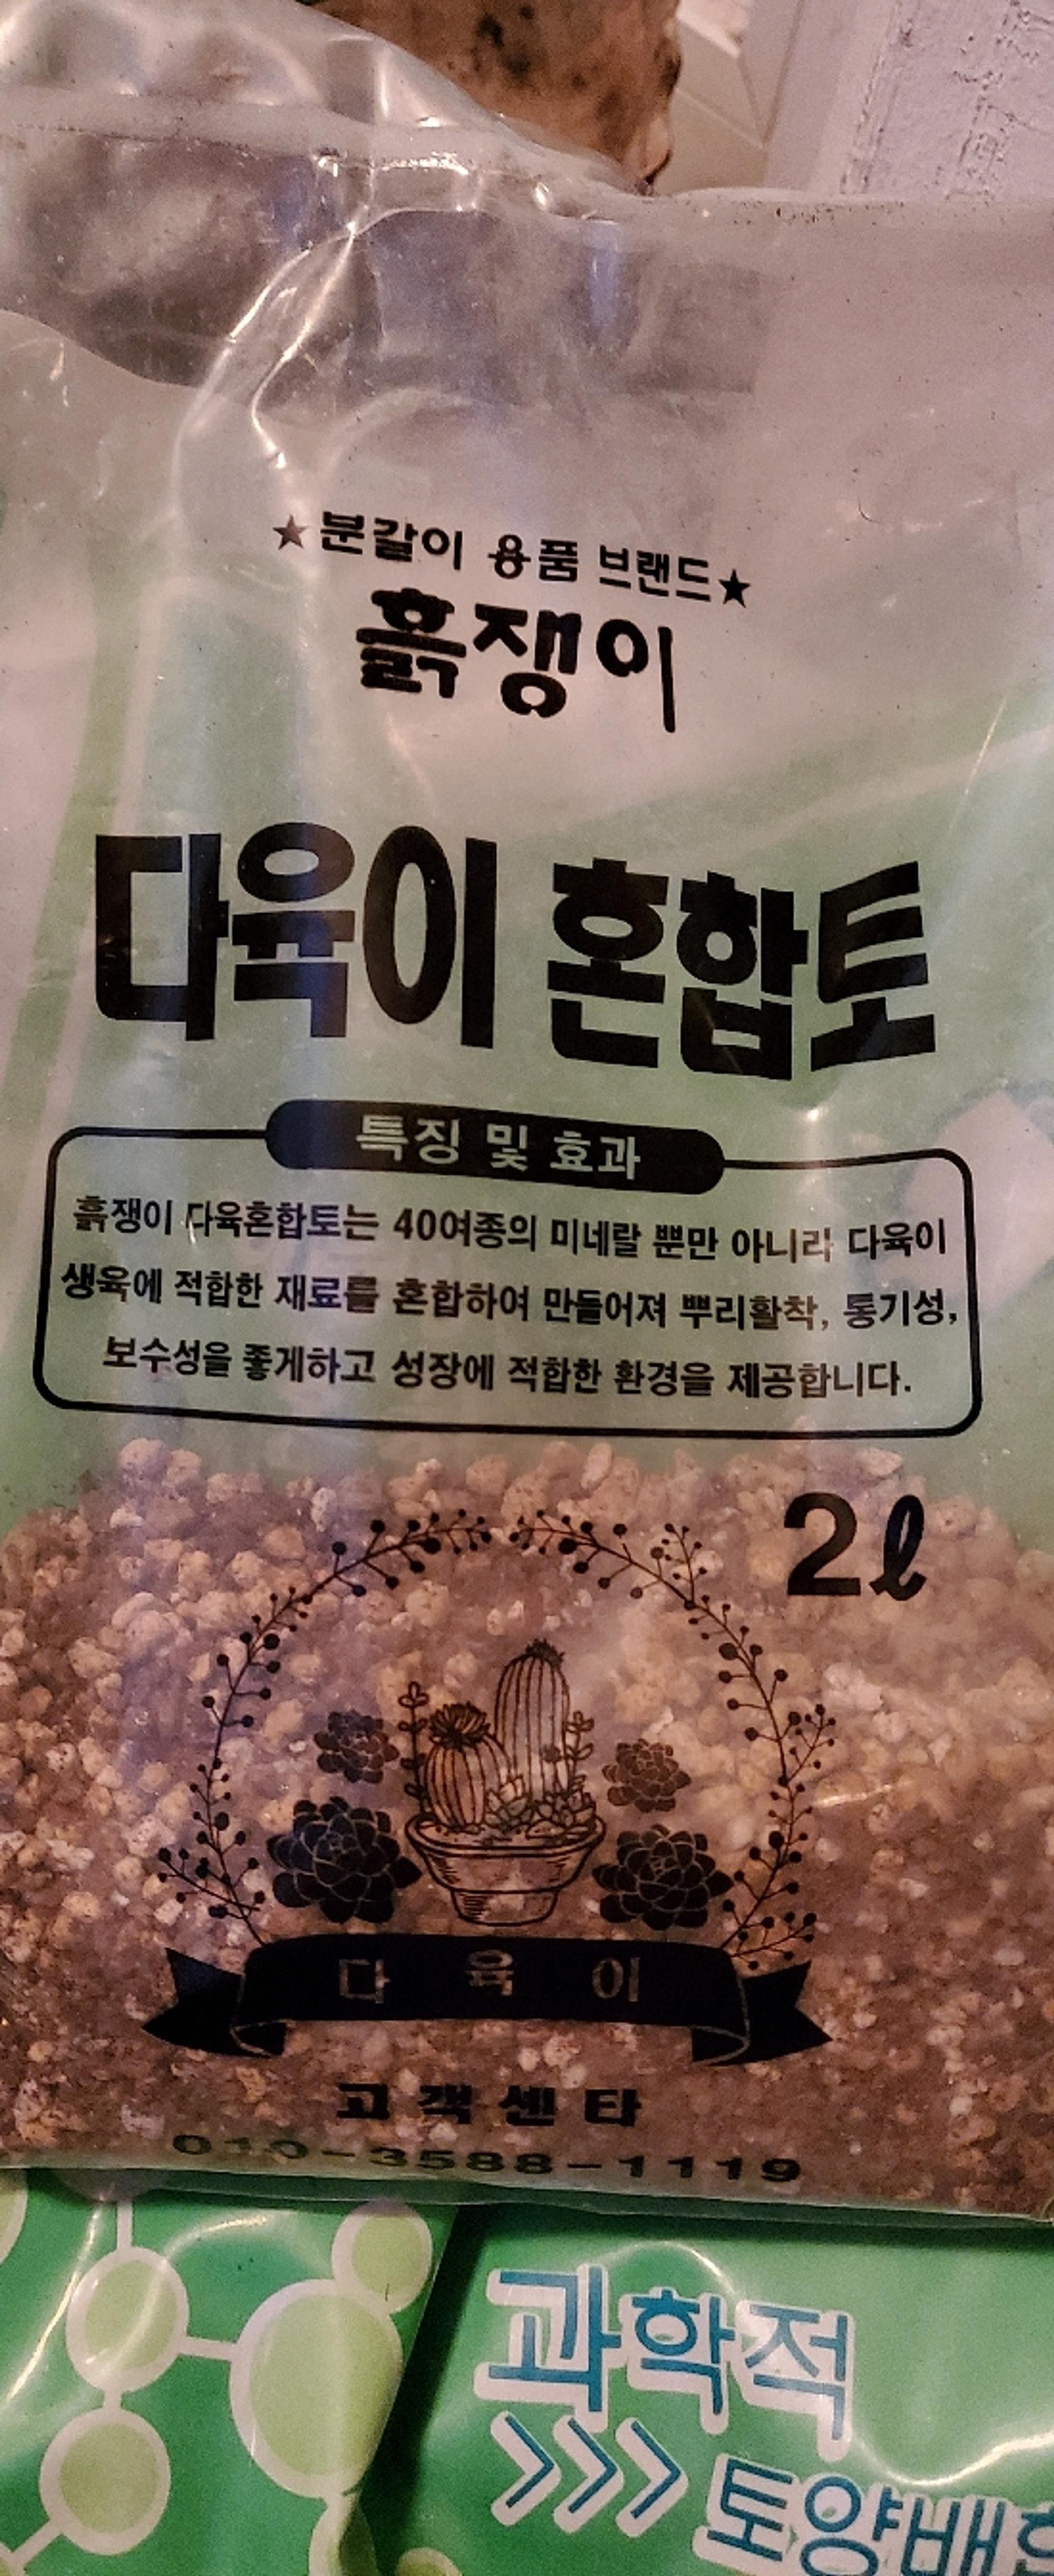 ★분갈이 용품 브랜드★
흙쟁이
다육이 혼합토
특징 및 효과
흙쟁이 다육혼합토는 40여종의 미네랄 뿐만 아니라 다육이
생육에 적합한 재료를 혼합하여 만들어져 뿌리활착, 통기성,
보수성을 좋게하고 성장에 적합한 환경을 제공합니다.
2ℓ
다육이
고객센타
010-3588-1119
과학적
>>> 토양배